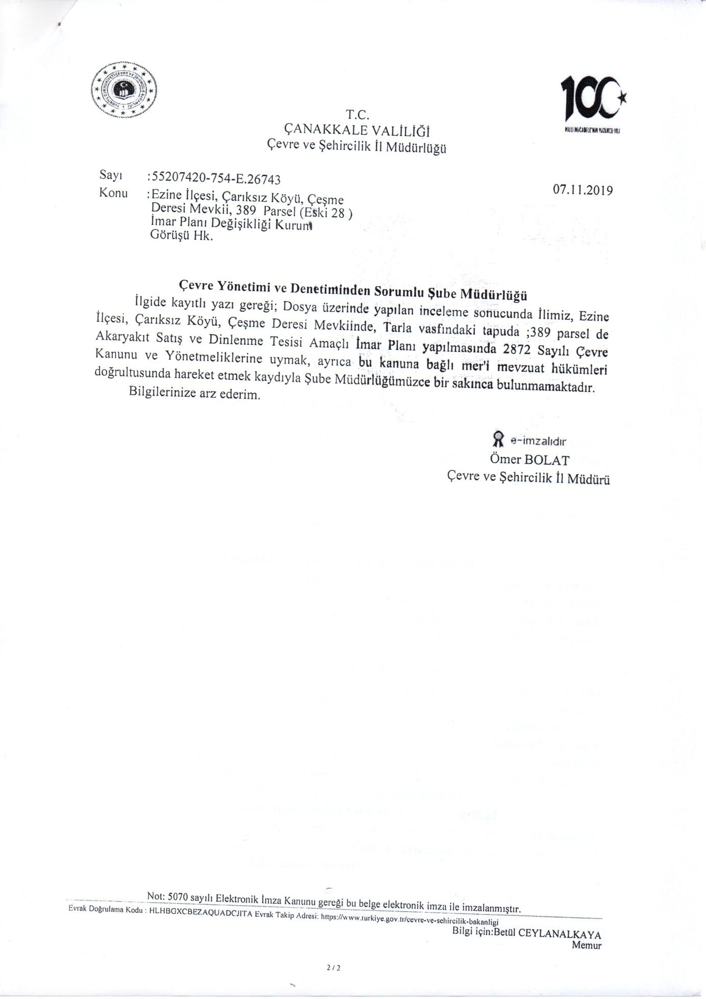 T.C.
ÇANAKKALE VALİLİĞİ
Çevre ve Şehircilik İl Müdürlüğü
100
MİLLİ MÜCADELE'NİN YÜZÜNCÜ YILI
Sayı :55207420-754-E.26743
07.11.2019
Konu :Ezine İlçesi, Çarıksız Köyü, Çeşme
Deresi Mevkii, 389 Parsel (Eski 28 )
İmar Planı Değişikliği Kurum
Görüşü Hk.
Çevre Yönetimi ve Denetiminden Sorumlu Şube Müdürlüğü
İlgide kayıtlı yazı gereği; Dosya üzerinde yapılan inceleme sonucunda İlimiz, Ezine
İlçesi, Çarıksız Köyü, Çeşme Deresi Mevkiinde, Tarla vasfındaki tapuda ;389 parsel de
Akaryakıt Satış ve Dinlenme Tesisi Amaçlı İmar Planı yapılmasında 2872 Sayılı Çevre
Kanunu ve Yönetmeliklerine uymak, ayrıca bu kanuna bağlı mer'i mevzuat hükümleri
doğrultusunda hareket etmek kaydıyla Şube Müdürlüğümüzce bir sakınca bulunmamaktadır.
Bilgilerinize arz ederim.
e-imzalıdır
Ömer BOLAT
Çevre ve Şehircilik İl Müdürü
Not: 5070 sayılı Elektronik İmza Kanunu gereği bu belge elektronik imza ile imzalanmıştır.
Evrak Doğrulama Kodu : HLHBGXCBEZAQUADCJITA Evrak Takip Adresi: https://www.turkiye.gov.tr/cevre-ve-sehircilik-bakanligi
Bilgi için:Betül CEYLANALKAYA
Memur
2 / 2